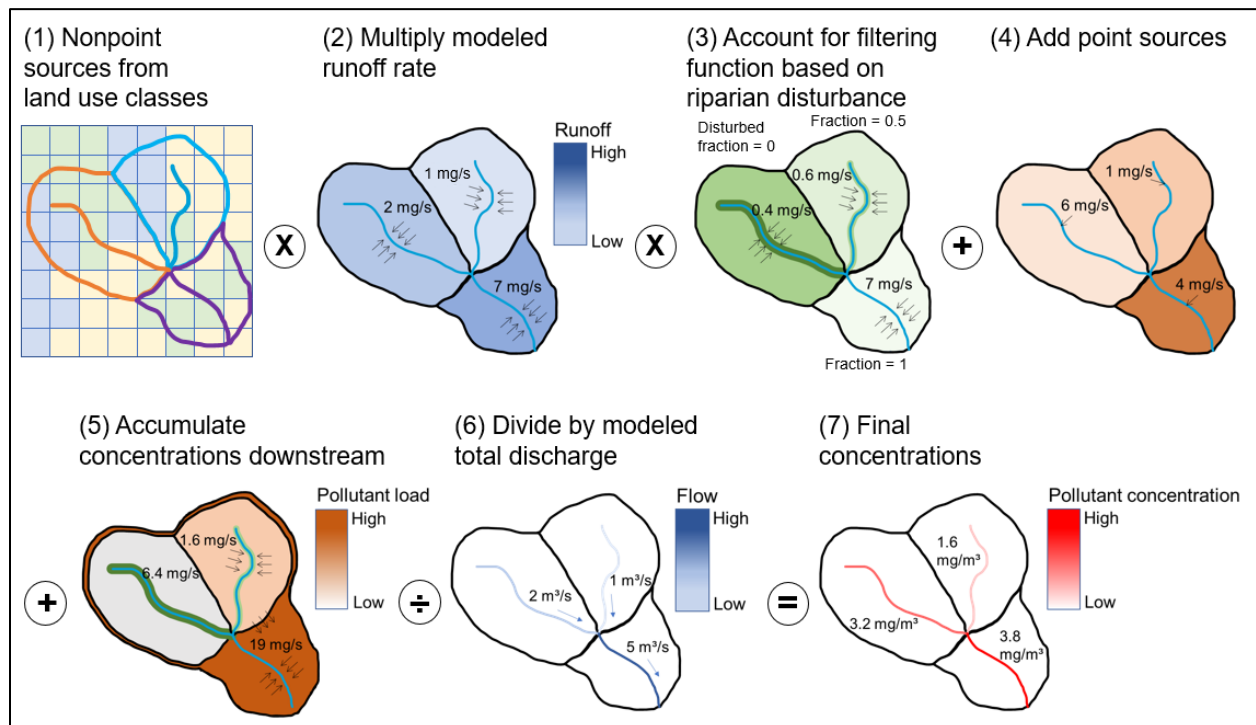 (1) Nonpoint
sources from
land use classes
(2) Multiply modeled
runoff rate
(3) Account for filtering
function based on
riparian disturbance
(4) Add point sources
Runoff
High
Low
1 mg/s
2 mg/s
7 mg/s
X
Disturbed
fraction = 0
Fraction = 0.5
0.6 mg/s
0.4 mg/s
7 mg/s
Fraction = 1
X
1 mg/s
6 mg/s
4 mg/s
+
(5) Accumulate
concentrations downstream
(6) Divide by modeled
total discharge
(7) Final
concentrations
+
Pollutant load
High
Low
1.6 mg/s
6.4 mg/s
19 mg/s
÷
Flow
High
Low
2 m³/s
1 m³/s
5 m³/s
=
Pollutant concentration
High
Low
1.6
mg/m³
3.2 mg/m³
3.8
mg/m³